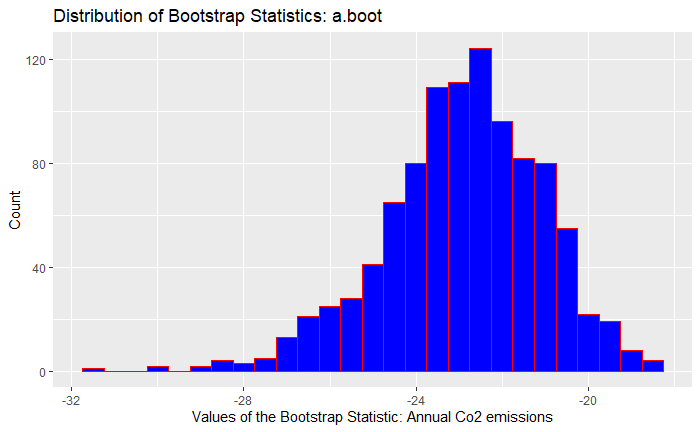 Distribution of Bootstrap Statistics: a.boot
120
80
40
0
Count
-32
-28
-24
-20
Values of the Bootstrap Statistic: Annual Co2 emissions